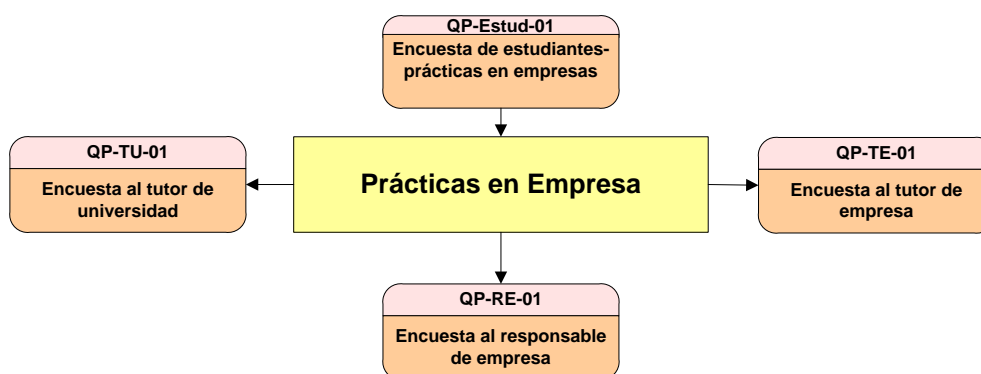 QP-Estud-01
Encuesta de estudiantes-
prácticas en empresas
QP-TU-01
Encuesta al tutor de
universidad
Prácticas en Empresa
QP-TE-01
Encuesta al tutor de
empresa
QP-RE-01
Encuesta al responsable
de empresa